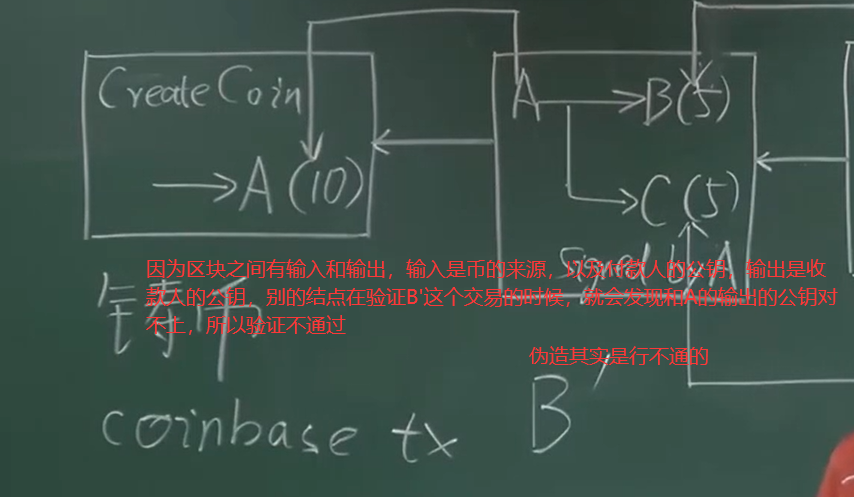 CreateCoin
A (10)
A
B(5)
C(5)
Signed by A
因为区块之间有输入和输出，输入是币的来源，以及付款人的公钥，输出是收
款人的公钥，别的结点在验证B'这个交易的时候，就会发现和A的输出的公钥对
不上，所以验证不通过
铸币
伪造其实是行不通的
coinbase tx
B'